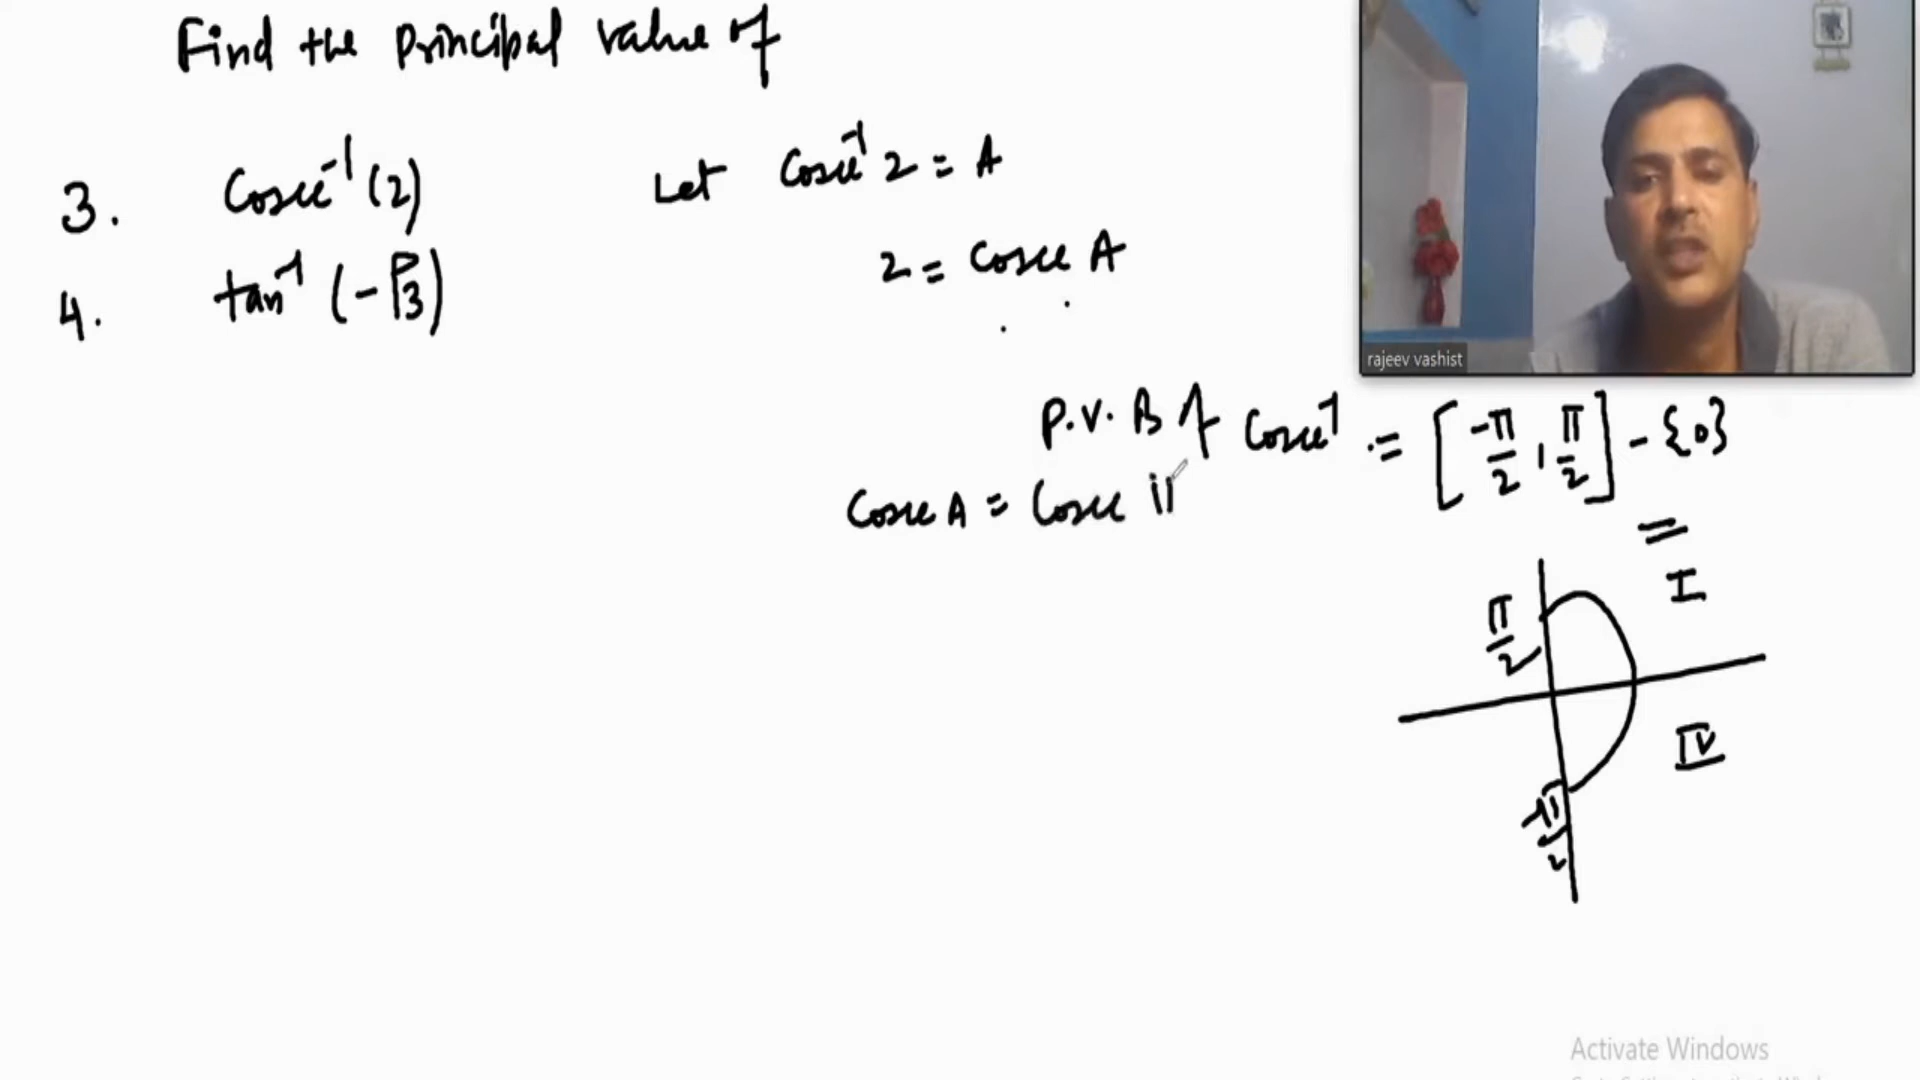 Find the principal value of
3. Cosec⁻¹ (2)
Let Cosec⁻¹ 2 = A
4. tan⁻¹ (-√3)
2 = Cosec A
rajeev vashist
P.V. B of Cosec⁻¹ = [-π/2, π/2] - {0}
Cosec A = Cosec π
I
π/2
IV
-π/2
Activate Windows